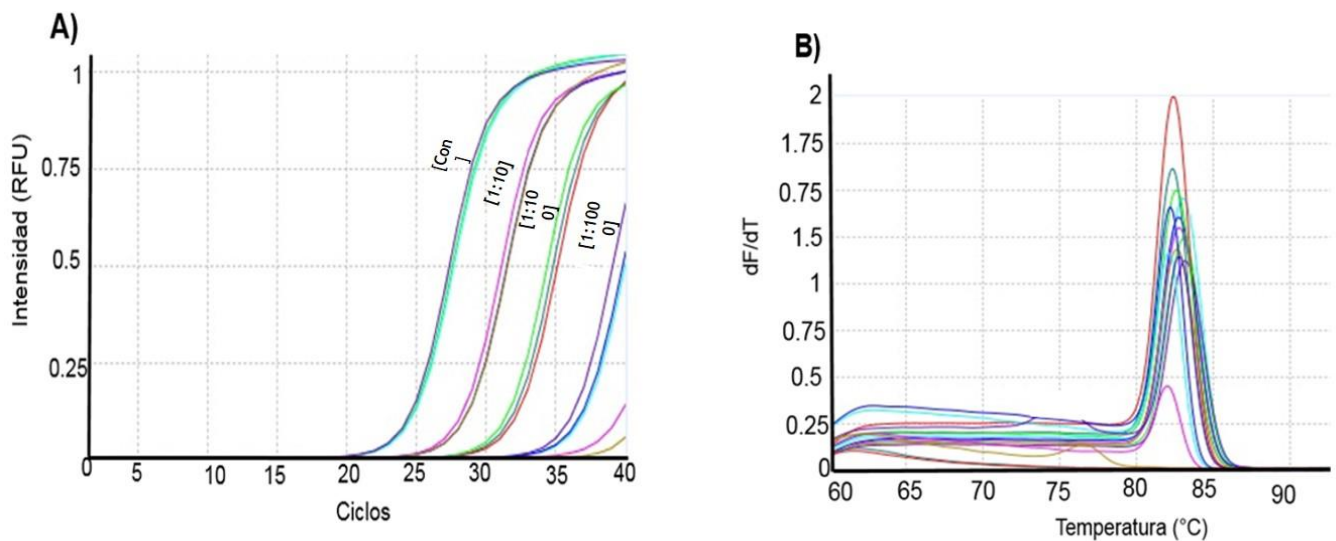 A)
Intensidad (RFU)
1
0.75
0.5
0.25
[Con
]
[1:10]
[1:10
0]
[1:100
0]
0 5 10 15 20 25 30 35 40
Ciclos
B)
dF/dT
2
1.75
0.75
1.5
1
0.75
0.5
0.25
0
60 65 70 75 80 85 90
Temperatura (°C)